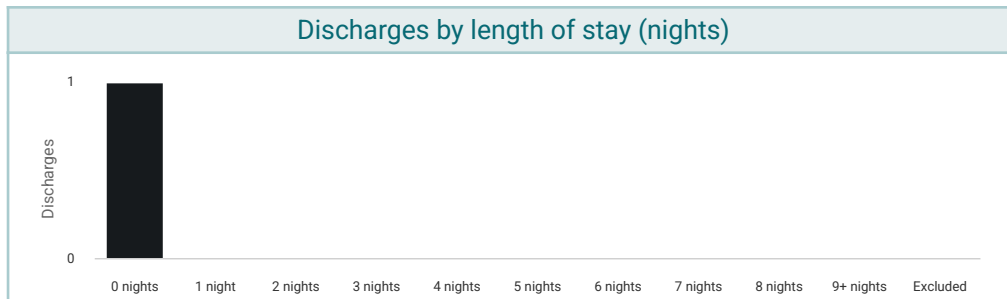 Discharges by length of stay (nights)
1
Discharges
0
0 nights 1 night 2 nights 3 nights 4 nights 5 nights 6 nights 7 nights 8 nights 9+ nights Excluded